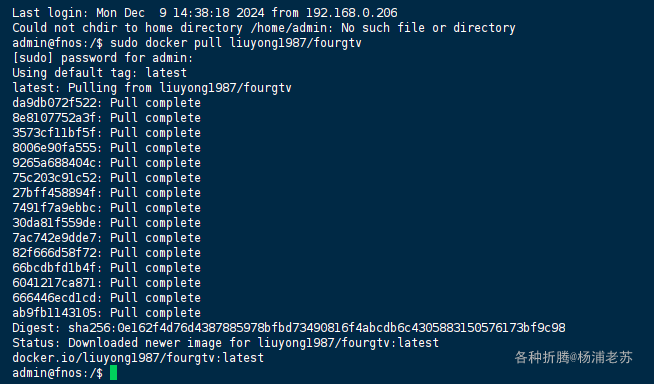 Last login: Mon Dec  9 14:38:18 2024 from 192.168.0.206
Could not chdir to home directory /home/admin: No such file or directory
admin@fnos:/$ sudo docker pull liuyong1987/fourgtv
[sudo] password for admin:
Using default tag: latest
latest: Pulling from liuyong1987/fourgtv
da9db072f522: Pull complete
8e8107752a3f: Pull complete
3573cf11bf5f: Pull complete
8006e90fa555: Pull complete
9265a688404c: Pull complete
75c203c91c52: Pull complete
27bff458894f: Pull complete
7491f7a9ebbc: Pull complete
30da81f559de: Pull complete
7ac742e9dde7: Pull complete
82f666d58f72: Pull complete
66bcdbfd1b4f: Pull complete
6041217ca871: Pull complete
666446ecd1cd: Pull complete
ab9fb1143105: Pull complete
Digest: sha256:0e162f4d76d4387885978bfbd73490816f4abcdb6c4305883150576173bf9c98
Status: Downloaded newer image for liuyong1987/fourgtv:latest
docker.io/liuyong1987/fourgtv:latest
admin@fnos:/$
各种折腾@杨浦老苏